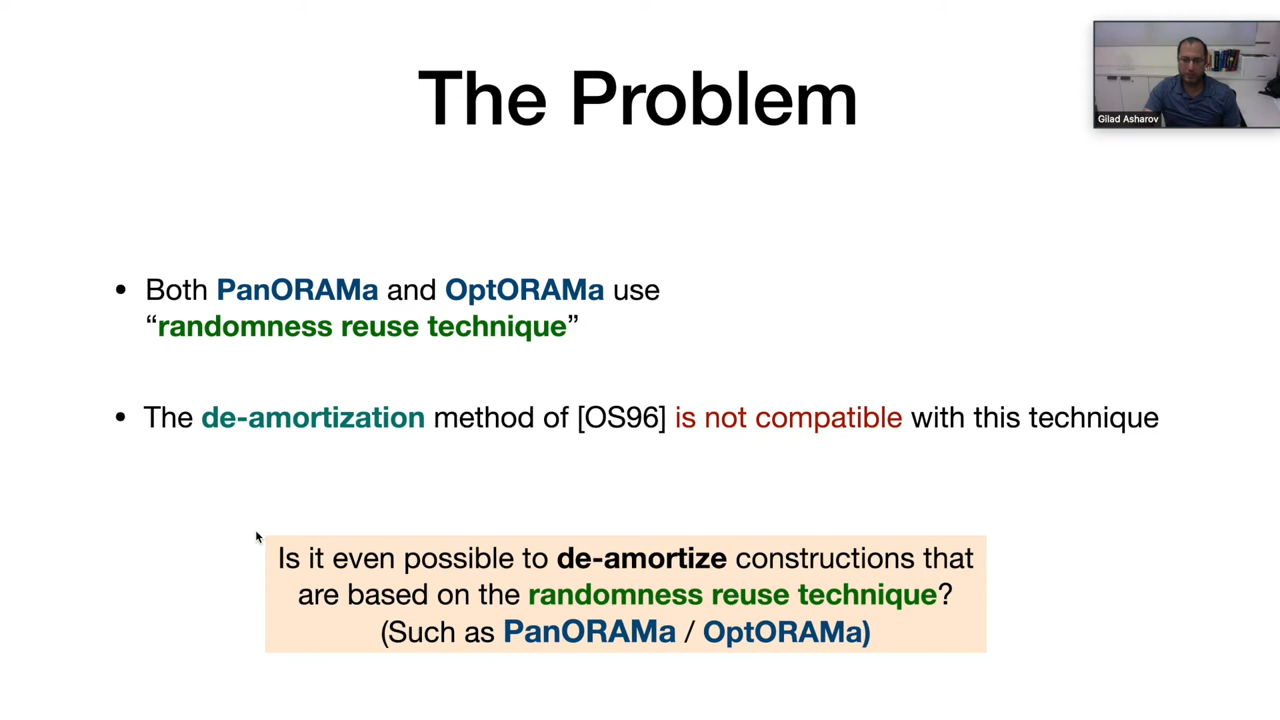 The Problem
Gilad Asharov
• Both PanORAMa and OptORAMa use
“randomness reuse technique”
• The de-amortization method of [OS96] is not compatible with this technique
Is it even possible to de-amortize constructions that
are based on the randomness reuse technique?
(Such as PanORAMa / OptORAMa)